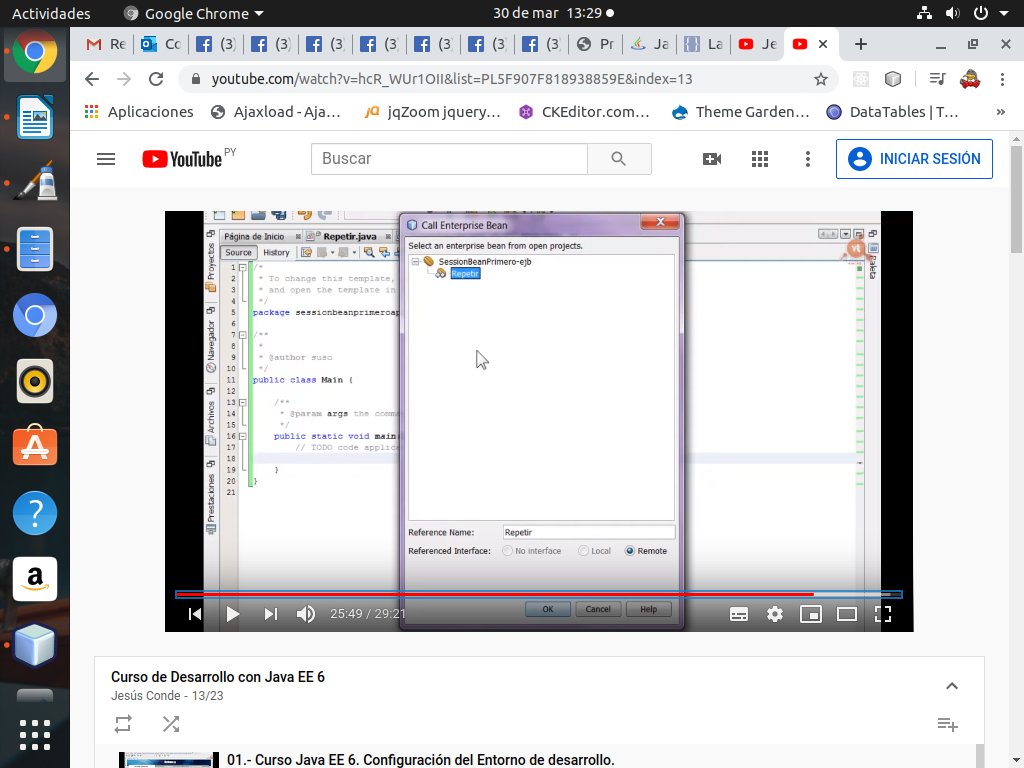 Actividades
Google Chrome
30 de mar 13:29
Re
Cc
(3)
(3)
(3)
(3)
(3)
(3)
(3)
Pr
Ja
La
Je
youtube.com/watch?v=hcR_WUr1OII&list=PL5F907F818938859E&index=13
Aplicaciones
Ajaxload - Aja...
jqZoom jquery...
CKEditor.com...
Theme Garden...
DataTables | T...
»
YouTube PY
Buscar
INICIAR SESIÓN
Página de Inicio
Repetir.java
Source
History
Proyectos
Navegador
Archivos
Prestaciones
Paleta
1 /*
2 * To change this template,
3 * and open the template in
4 */
5 package sessionbeanprimeroap
6
7 /**
8 *
9 * @author suso
10 */
11 public class Main {
12
13 /**
14 * @param args the comma
15 */
16 public static void main
17 // TODO code applica
18
19 }
20 }
21
Call Enterprise Bean
X
Select an enterprise bean from open projects.
SessionBeanPrimero-ejb
Repetir
Reference Name:
Repetir
Referenced Interface:
No interface
Local
Remote
OK
Cancel
Help
25:49 / 29:21
Curso de Desarrollo con Java EE 6
Jesús Conde - 13/23
01.- Curso Java EE 6. Configuración del Entorno de desarrollo.